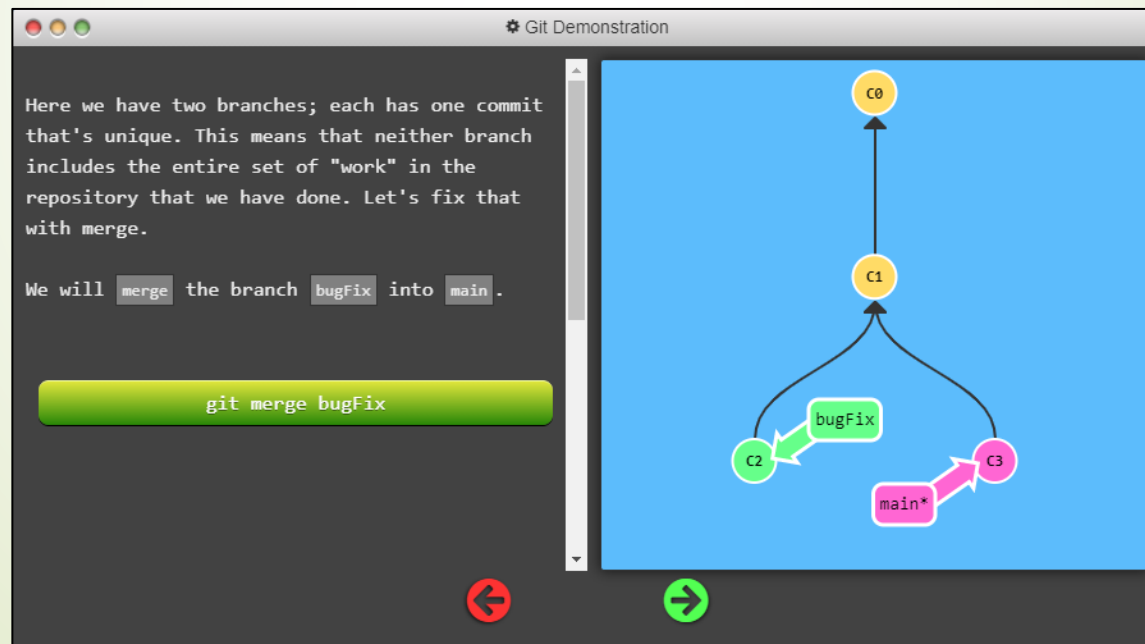 Git Demonstration
Here we have two branches; each has one commit
that's unique. This means that neither branch
includes the entire set of "work" in the
repository that we have done. Let's fix that
with merge.
We will merge the branch bugFix into main.
git merge bugFix
C0
C1
bugFix
C2
C3
main*